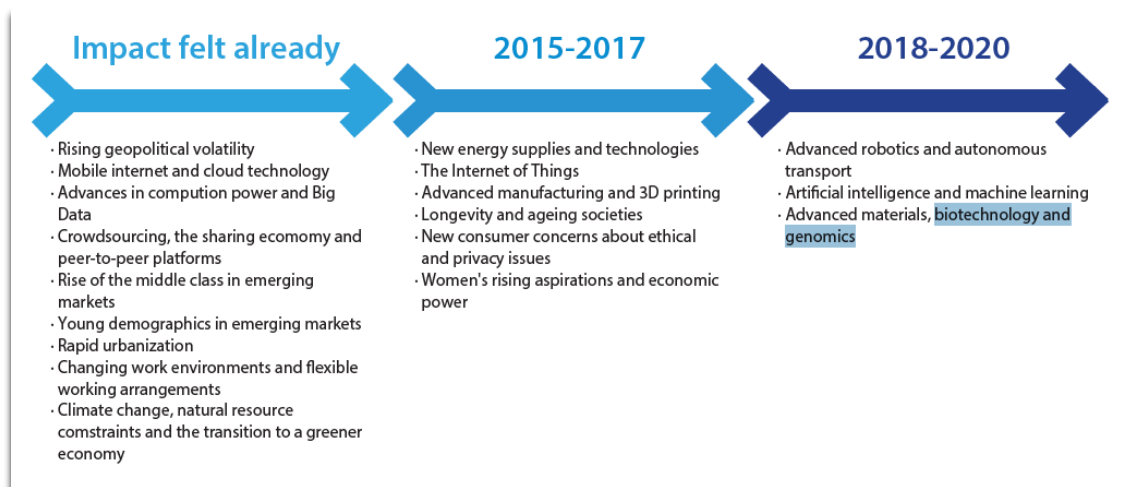 Impact felt already
· Rising geopolitical volatility
· Mobile internet and cloud technology
· Advances in compution power and Big
Data
· Crowdsourcing, the sharing ecomomy and
peer-to-peer platforms
· Rise of the middle class in emerging
markets
· Young demographics in emerging markets
· Rapid urbanization
· Changing work environments and flexible
working arrangements
· Climate change, natural resource
comstraints and the transition to a greener
economy
2015-2017
· New energy supplies and technologies
· The Internet of Things
· Advanced manufacturing and 3D printing
· Longevity and ageing societies
· New consumer concerns about ethical
and privacy issues
· Women's rising aspirations and economic
power
2018-2020
· Advanced robotics and autonomous
transport
· Artificial intelligence and machine learning
· Advanced materials, biotechnology and
genomics